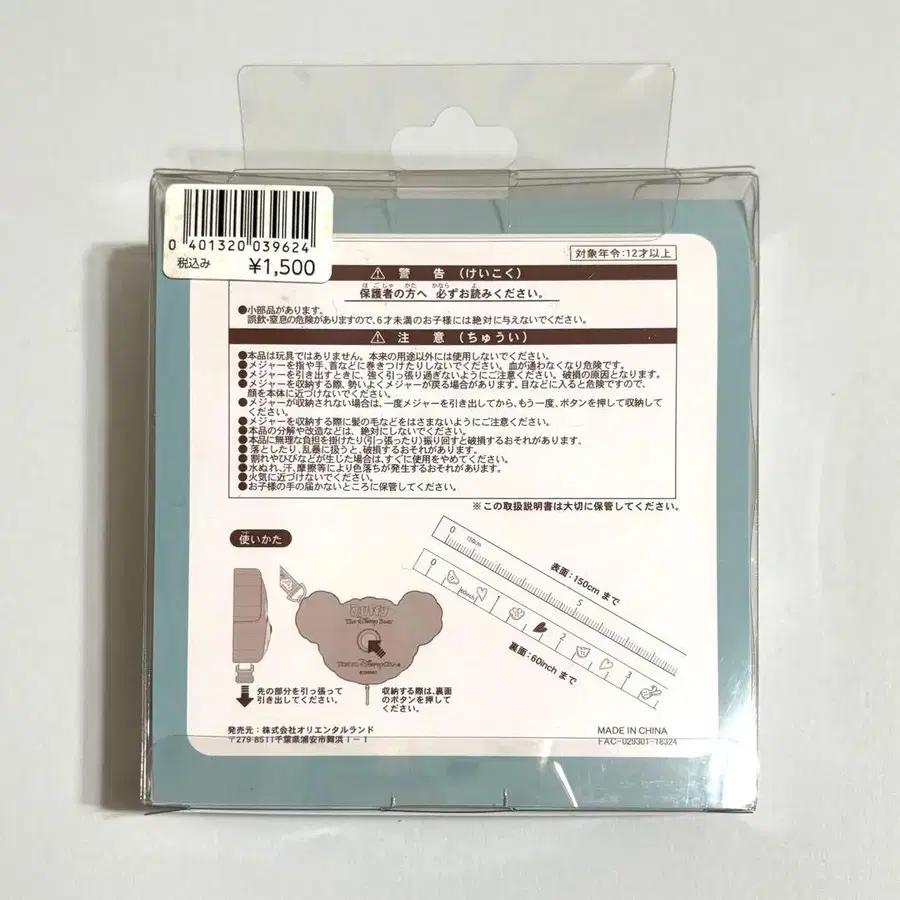 0 401320 039624
税込み ¥1,500
対象年令:12才以上
⚠ 警 告 (けいこく)
保護者の方へ 必ずお読みください。
●小部品があります。
誤飲・窒息の危険がありますので、6才未満のお子様には絶対に与えないでください。
⚠ 注 意 (ちゅうい)
●本品は玩具ではありません。本来の用途以外には使用しないでください。
●メジャーを指や手、首などに巻きつけたりしないでください。血が通わなくなり危険です。
●メジャーを引き出すときに、強く引っ張り過ぎないようにご注意ください。破損の原因となります。
●メジャーを収納する際、勢いよくメジャーが戻る場合があります。目などに入ると危険ですので、
顔を本体に近づけないでください。
●メジャーが収納されない場合は、一度メジャーを引き出してから、もう一度、ボタンを押して収納して
ください。
●メジャーを収納する際に髪の毛などをはさまないようにご注意ください。
●本品の分解や改造などは、絶対にしないでください。
●本品に無理な負担を掛けたり(引っ張ったり)振り回すと破損するおそれがあります。
●落としたり、乱暴に扱うと、破損するおそれがあります。
●割れやひびなどが生じた場合は、すぐに使用をやめてください。
●水ぬれ、汗、摩擦等により色落ちが発生するおそれがあります。
●火気に近づけないでください。
●お子様の手の届かないところに保管してください。
※この取扱説明書は大切に保管してください。
使いかた
0 150cm 5
表面:150cm まで
0 60inch 1 2 3
裏面:60inch まで
Duffy
The Disney Bear
Tokyo DisneySea
先の部分を引っ張って
引き出してください。
収納する際は、裏面
のボタンを押して
ください。
発売元:株式会社オリエンタルランド
〒279-8511千葉県浦安市舞浜1-1
MADE IN CHINA
FAC-029301-18324